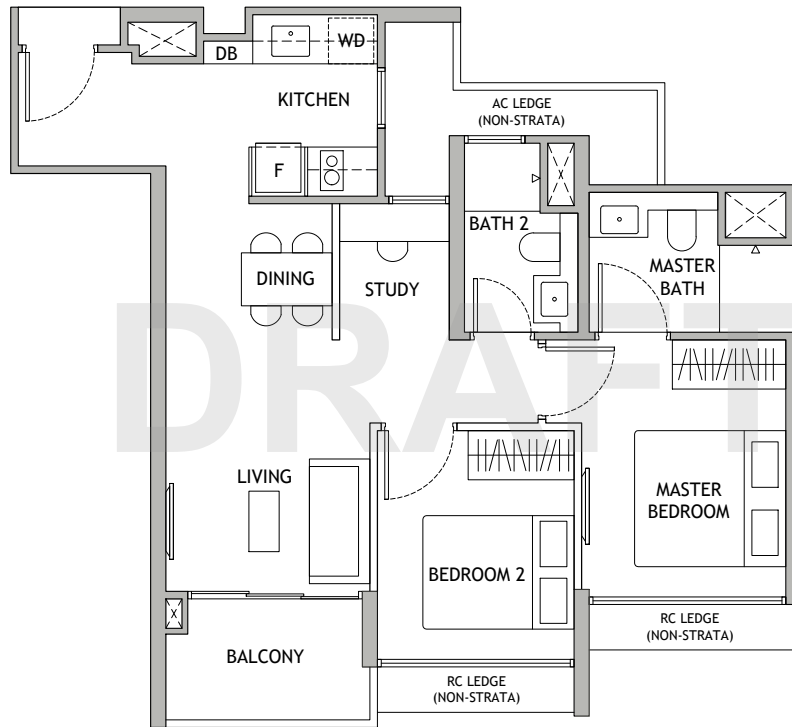 DB
WD
KITCHEN
AC LEDGE
(NON-STRATA)
F
BATH 2
DINING
STUDY
MASTER
BATH
DRAFT
LIVING
MASTER
BEDROOM
BEDROOM 2
RC LEDGE
(NON-STRATA)
BALCONY
RC LEDGE
(NON-STRATA)